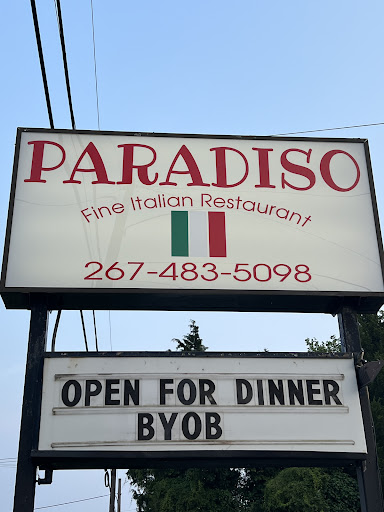 PARADISO
Fine Italian Restaurant
267-483-5098
OPEN FOR DINNER
BYOB